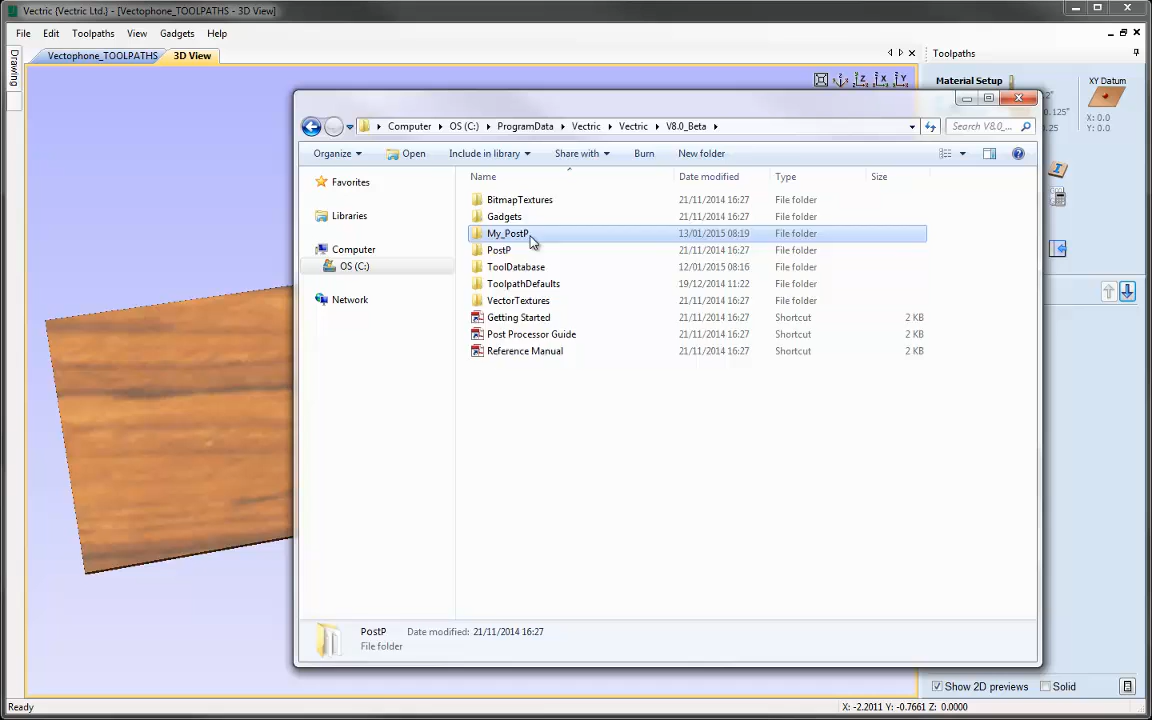 Vectric {Vectric Ltd.} - [Vectophone_TOOLPATHS - 3D View]
File Edit Toolpaths View Gadgets Help
Vectophone_TOOLPATHS 3D View
Toolpaths
Drawing
Material Setup
XY Datum
X: 0.0
Y: 0.0
Computer OS (C:) ProgramData Vectric Vectric V8.0_Beta
Search V8.0_...
Organize Open Include in library Share with Burn New folder
Name Date modified Type Size
Favorites
Libraries
Computer
OS (C:)
Network
BitmapTextures 21/11/2014 16:27 File folder
Gadgets 21/11/2014 16:27 File folder
My_PostP 13/01/2015 08:19 File folder
PostP 21/11/2014 16:27 File folder
ToolDatabase 12/01/2015 08:16 File folder
ToolpathDefaults 19/12/2014 11:22 File folder
VectorTextures 21/11/2014 16:27 File folder
Getting Started 21/11/2014 16:27 Shortcut 2 KB
Post Processor Guide 21/11/2014 16:27 Shortcut 2 KB
Reference Manual 21/11/2014 16:27 Shortcut 2 KB
PostP Date modified: 21/11/2014 16:27
File folder
Show 2D previews Solid
Ready
X: -2.2011 Y: -0.7661 Z: 0.0000